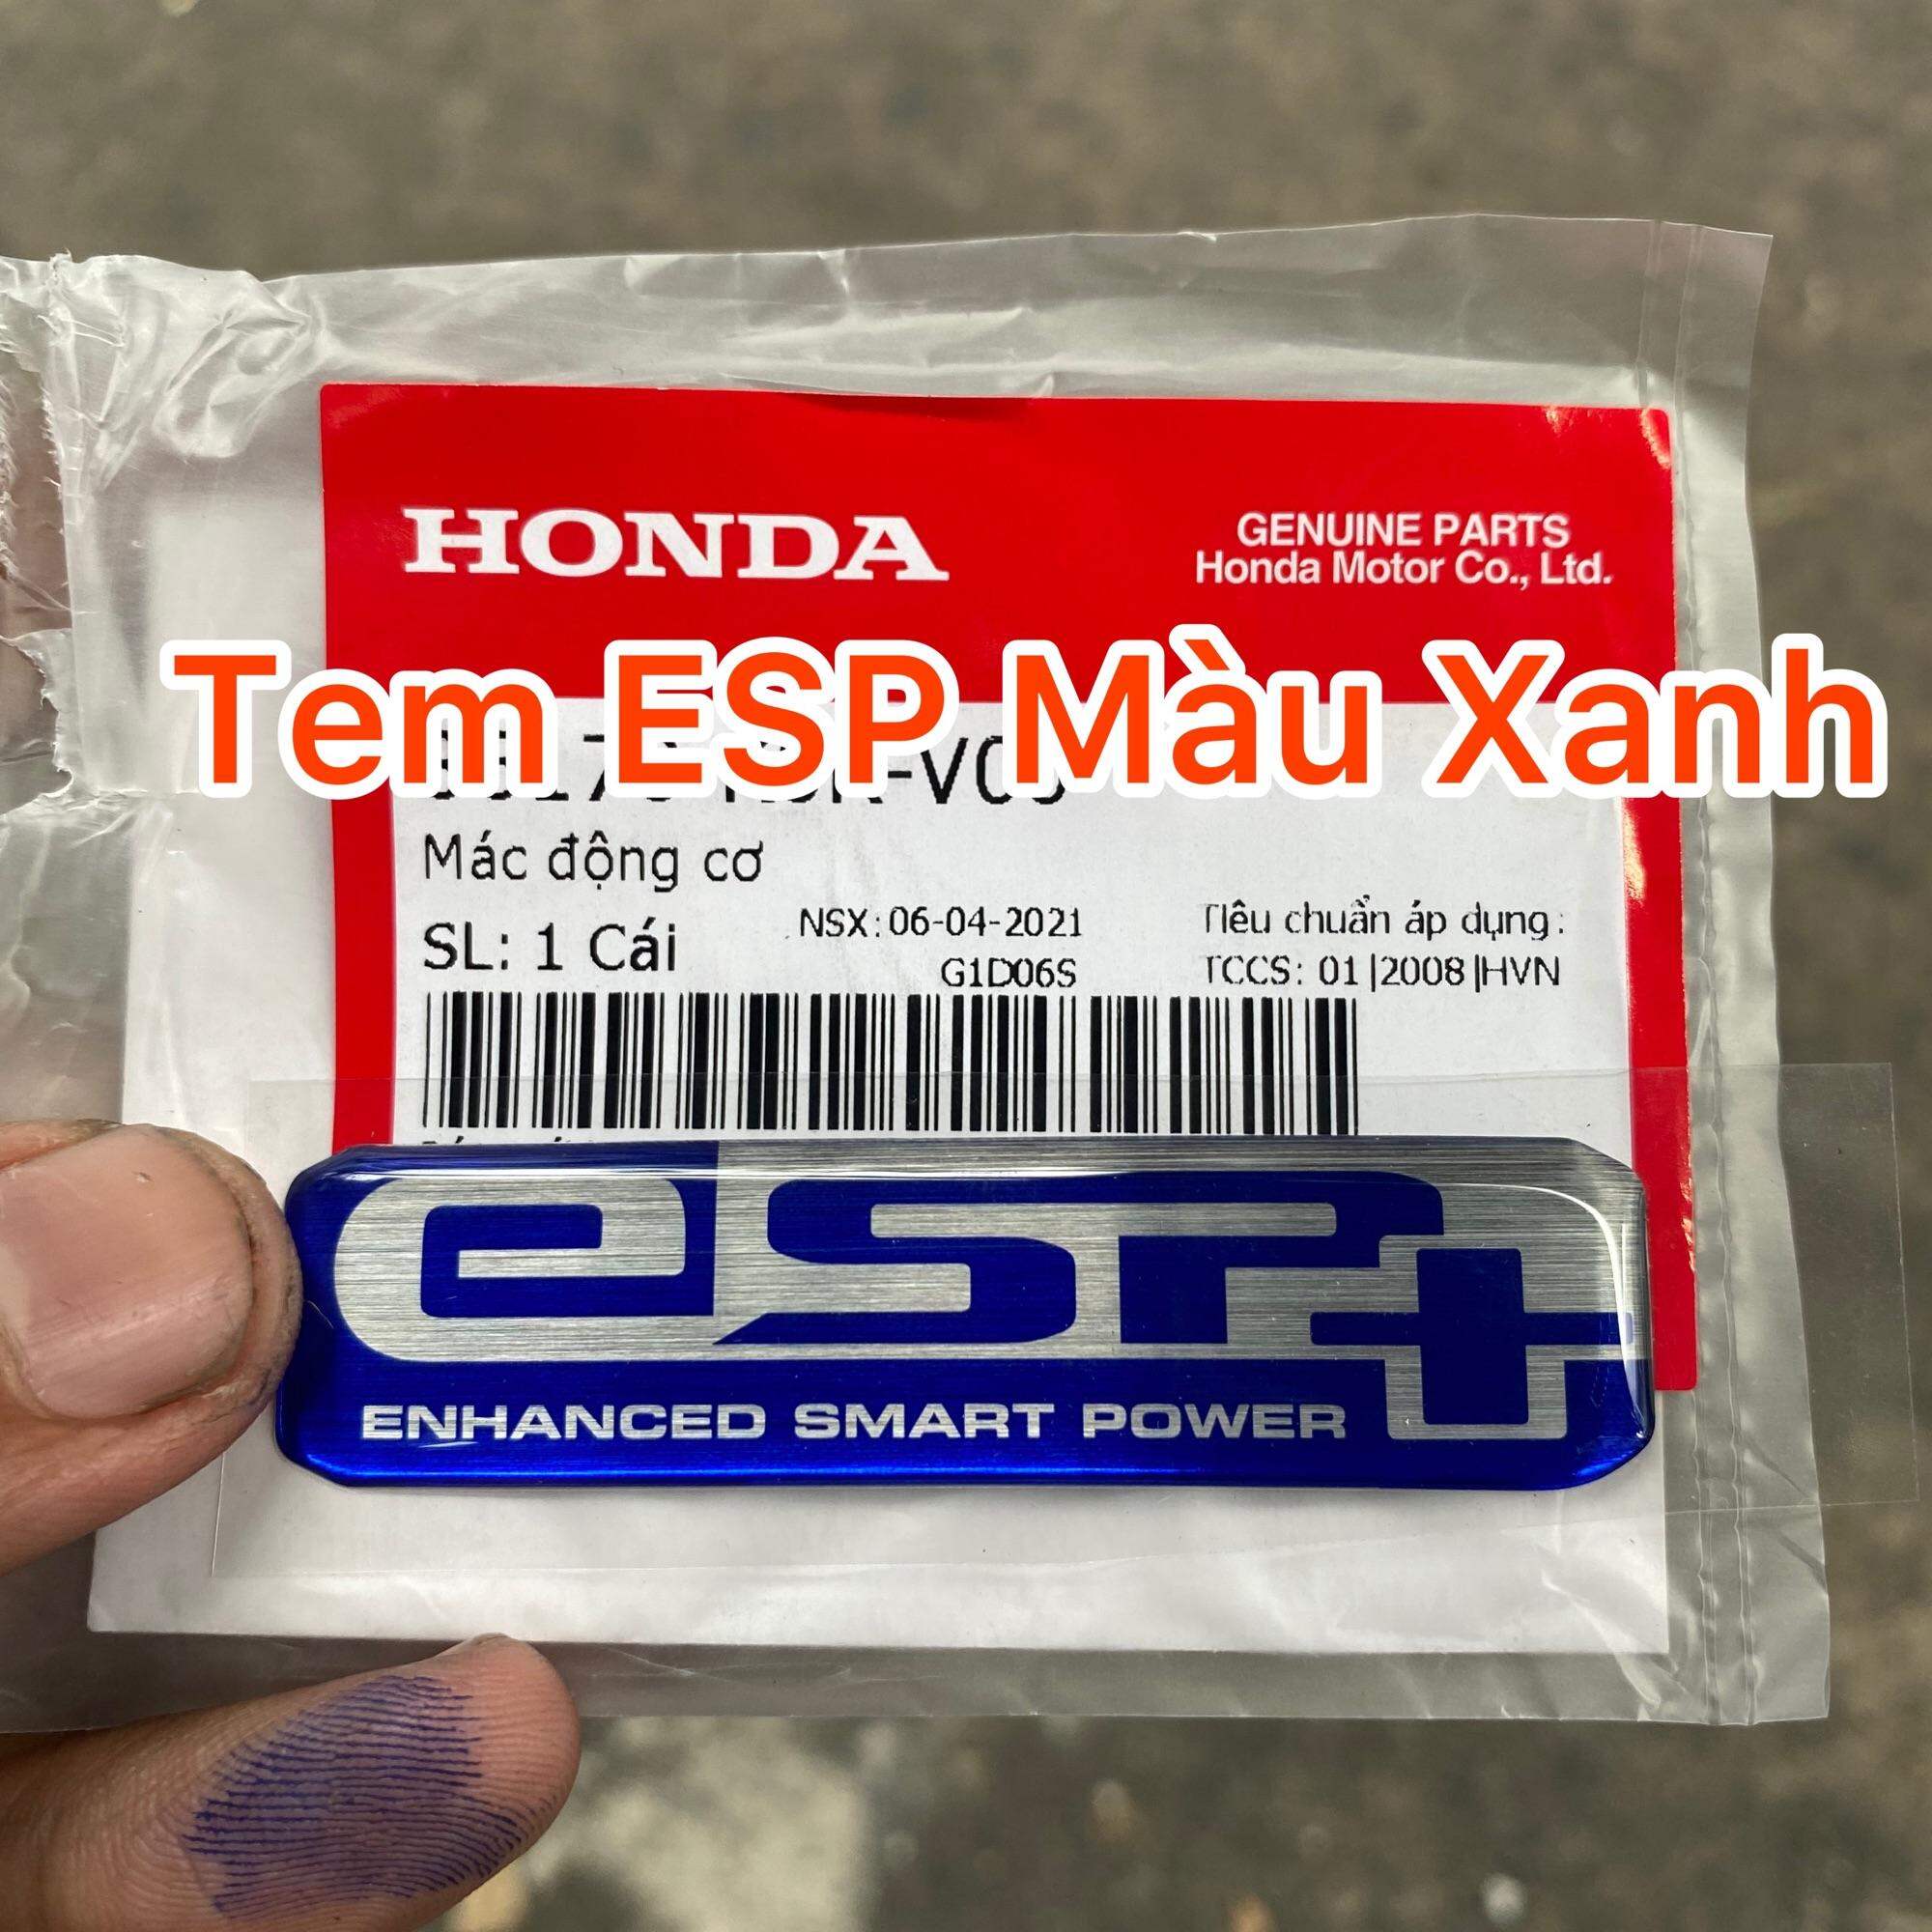 HONDA
GENUINE PARTS
Honda Motor Co., Ltd.
Tem ESP Màu Xanh
Mác động cơ
SL: 1 Cái
NSX: 06-04-2021
G1D06S
Tiêu chuẩn áp dụng:
TCCS: 01|2008|HVN
eSP+
ENHANCED SMART POWER